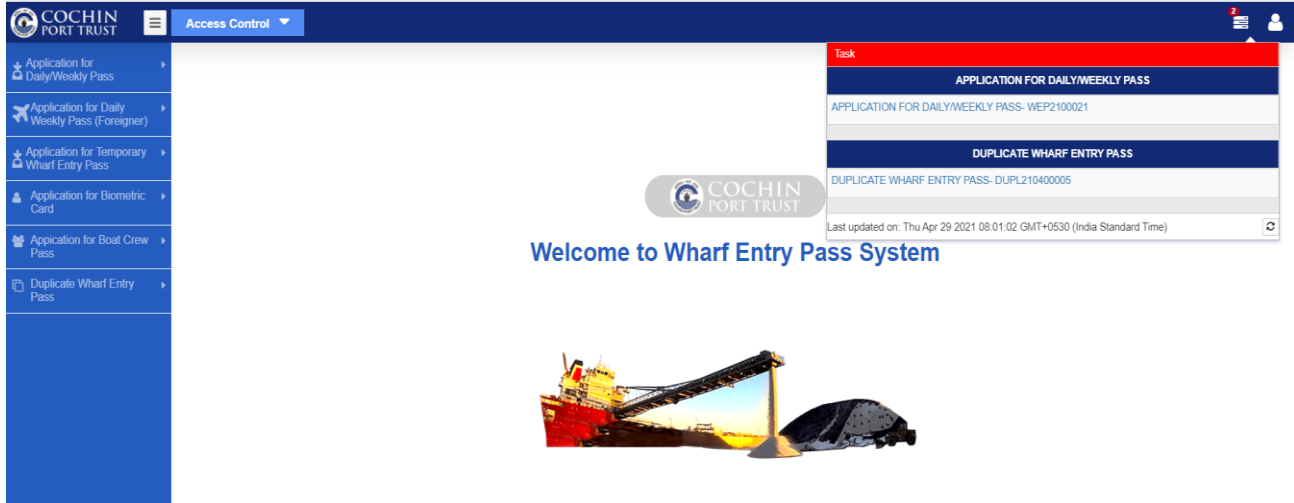 COCHIN
PORT TRUST
Access Control
2
Application for
Daily/Weekly Pass
Application for Daily
Weekly Pass (Foreigner)
Application for Temporary
Wharf Entry Pass
Application for Biometric
Card
Appication for Boat Crew
Pass
Duplicate Wharf Entry
Pass
Task
APPLICATION FOR DAILY/WEEKLY PASS
APPLICATION FOR DAILY/WEEKLY PASS- WEP2100021
DUPLICATE WHARF ENTRY PASS
DUPLICATE WHARF ENTRY PASS- DUPL210400005
Last updated on: Thu Apr 29 2021 08:01:02 GMT+0530 (India Standard Time)
COCHIN
PORT TRUST
Welcome to Wharf Entry Pass System